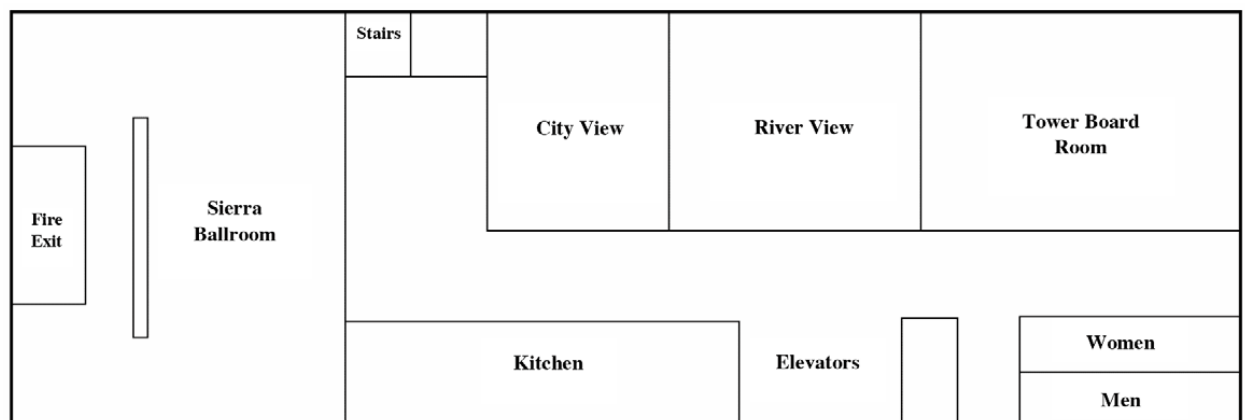 Stairs
City View
River View
Tower Board
Room
Fire
Exit
Sierra
Ballroom
Kitchen
Elevators
Women
Men